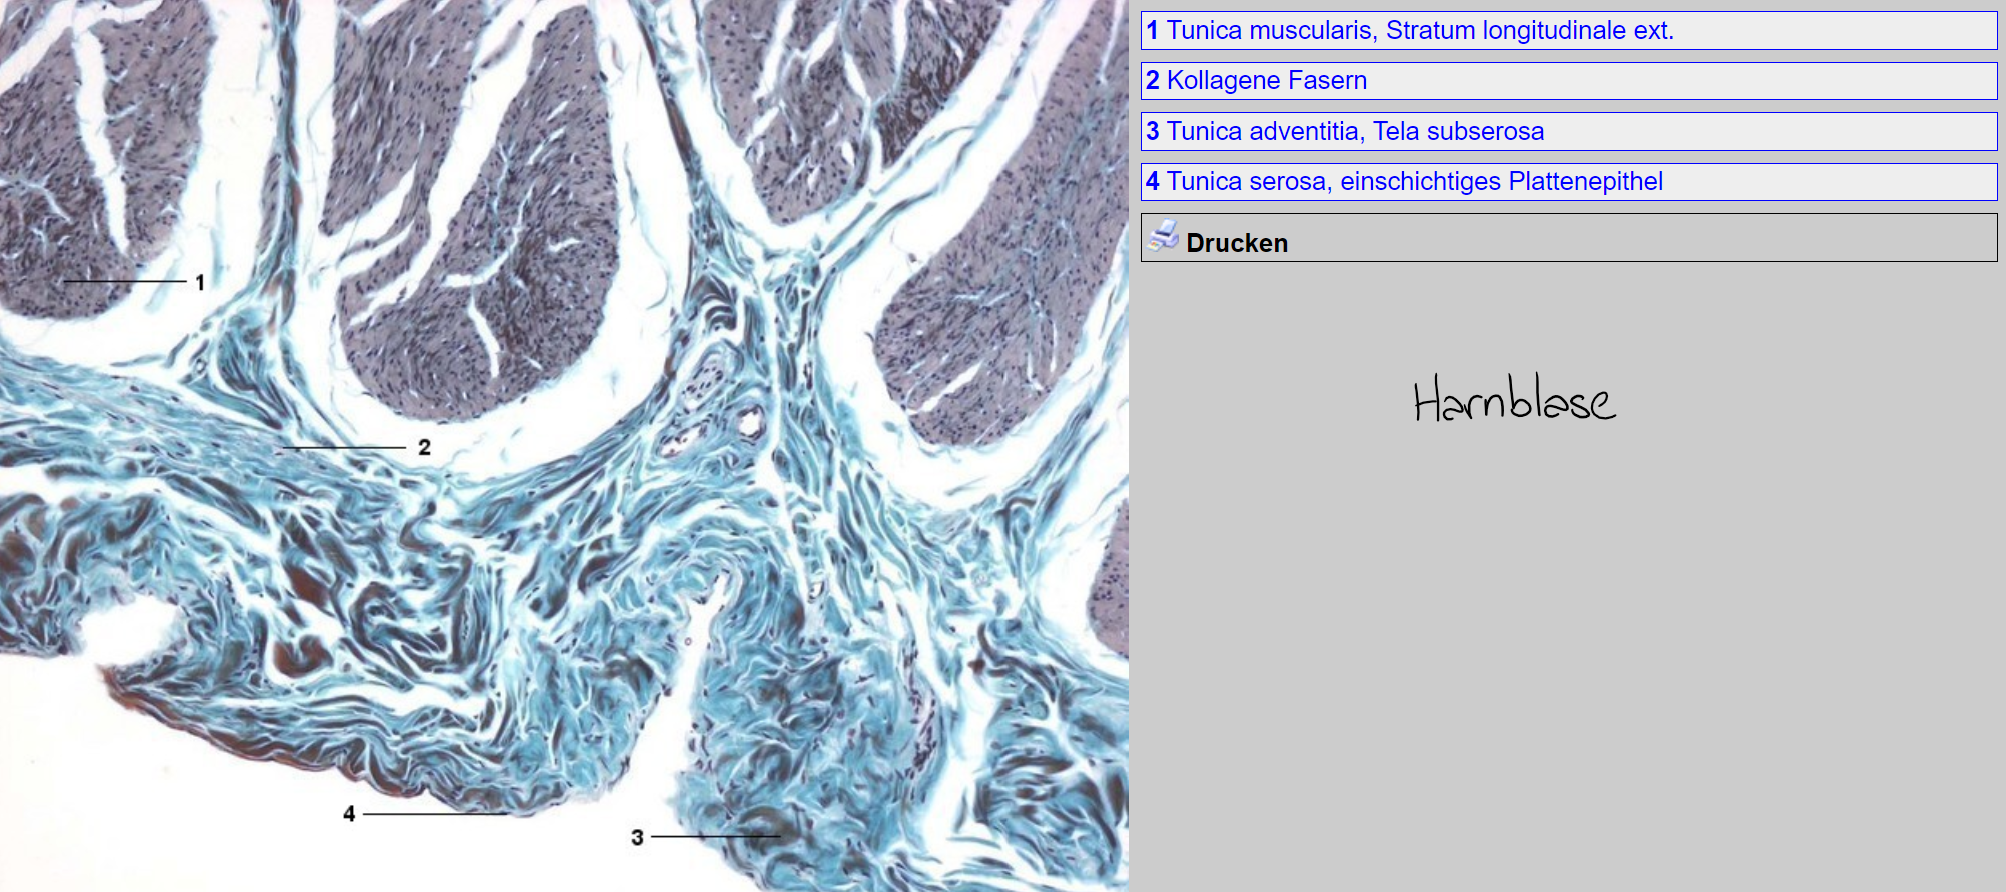 1 Tunica muscularis, Stratum longitudinale ext.
2 Kollagene Fasern
3 Tunica adventitia, Tela subserosa
4 Tunica serosa, einschichtiges Plattenepithel
Drucken
Harnblase
1
2
4
3